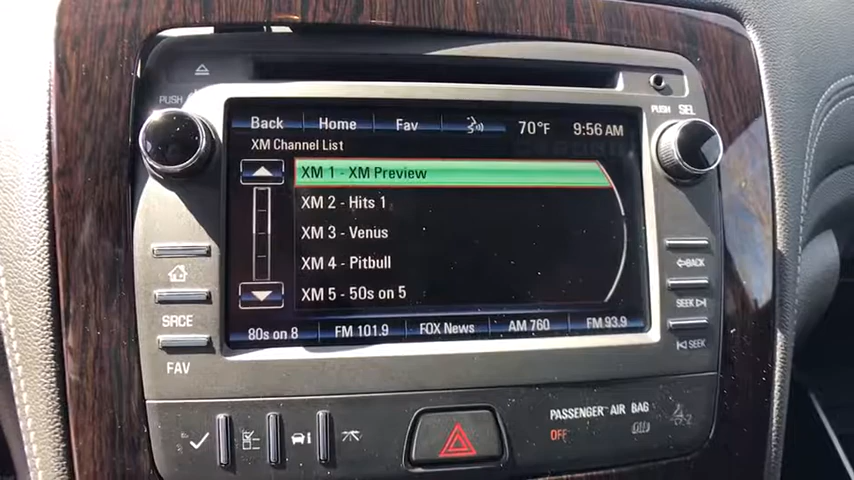 PUSH
PUSH
SEL
Back Home Fav 70°F 9:56 AM
XM Channel List
XM 1 - XM Preview
XM 2 - Hits 1
XM 3 - Venus
XM 4 - Pitbull
XM 5 - 50s on 5
80s on 8 FM 101.9 FOX News AM 760 FM 93.9
SRCE
FAV
BACK
SEEK
SEEK
PASSENGER AIR BAG
OFF
2